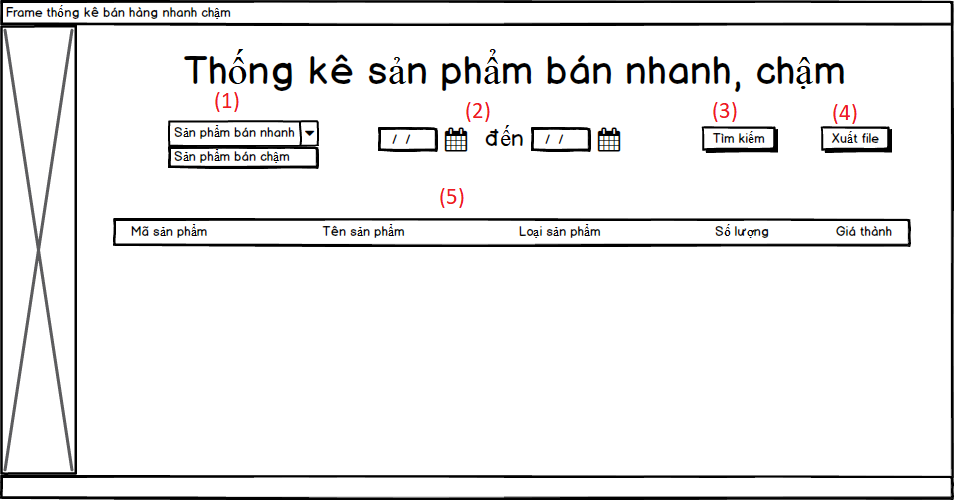 Frame thống kê bán hàng nhanh chậm
Thống kê sản phẩm bán nhanh, chậm
(1)
(2)
(3)
(4)
Sản phẩm bán nhanh
/ / đến / /
Tìm kiếm
Xuất file
Sản phẩm bán chậm
(5)
Mã sản phẩm Tên sản phẩm Loại sản phẩm Số lượng Giá thành